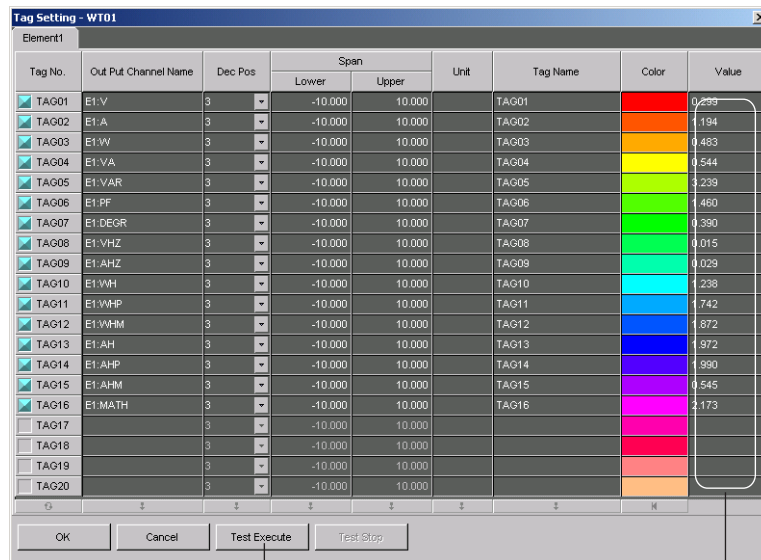 Tag Setting - WT01
Element1
Tag No. Out Put Channel Name Dec Pos Span Unit Tag Name Color Value
Lower Upper
TAG01 E1:V 3 -10.000 10.000 TAG01 0.299
TAG02 E1:A 3 -10.000 10.000 TAG02 1.194
TAG03 E1:W 3 -10.000 10.000 TAG03 0.483
TAG04 E1:VA 3 -10.000 10.000 TAG04 0.544
TAG05 E1:VAR 3 -10.000 10.000 TAG05 3.239
TAG06 E1:PF 3 -10.000 10.000 TAG06 1.460
TAG07 E1:DEGR 3 -10.000 10.000 TAG07 0.390
TAG08 E1:VHZ 3 -10.000 10.000 TAG08 0.015
TAG09 E1:AHZ 3 -10.000 10.000 TAG09 0.029
TAG10 E1:WH 3 -10.000 10.000 TAG10 1.238
TAG11 E1:WHP 3 -10.000 10.000 TAG11 1.742
TAG12 E1:WHM 3 -10.000 10.000 TAG12 1.872
TAG13 E1:AH 3 -10.000 10.000 TAG13 1.972
TAG14 E1:AHP 3 -10.000 10.000 TAG14 1.990
TAG15 E1:AHM 3 -10.000 10.000 TAG15 0.545
TAG16 E1:MATH 3 -10.000 10.000 TAG16 2.173
TAG17 3 -10.000 10.000
TAG18 3 -10.000 10.000
TAG19 3 -10.000 10.000
TAG20 3 -10.000 10.000
OK Cancel Test Execute Test Stop